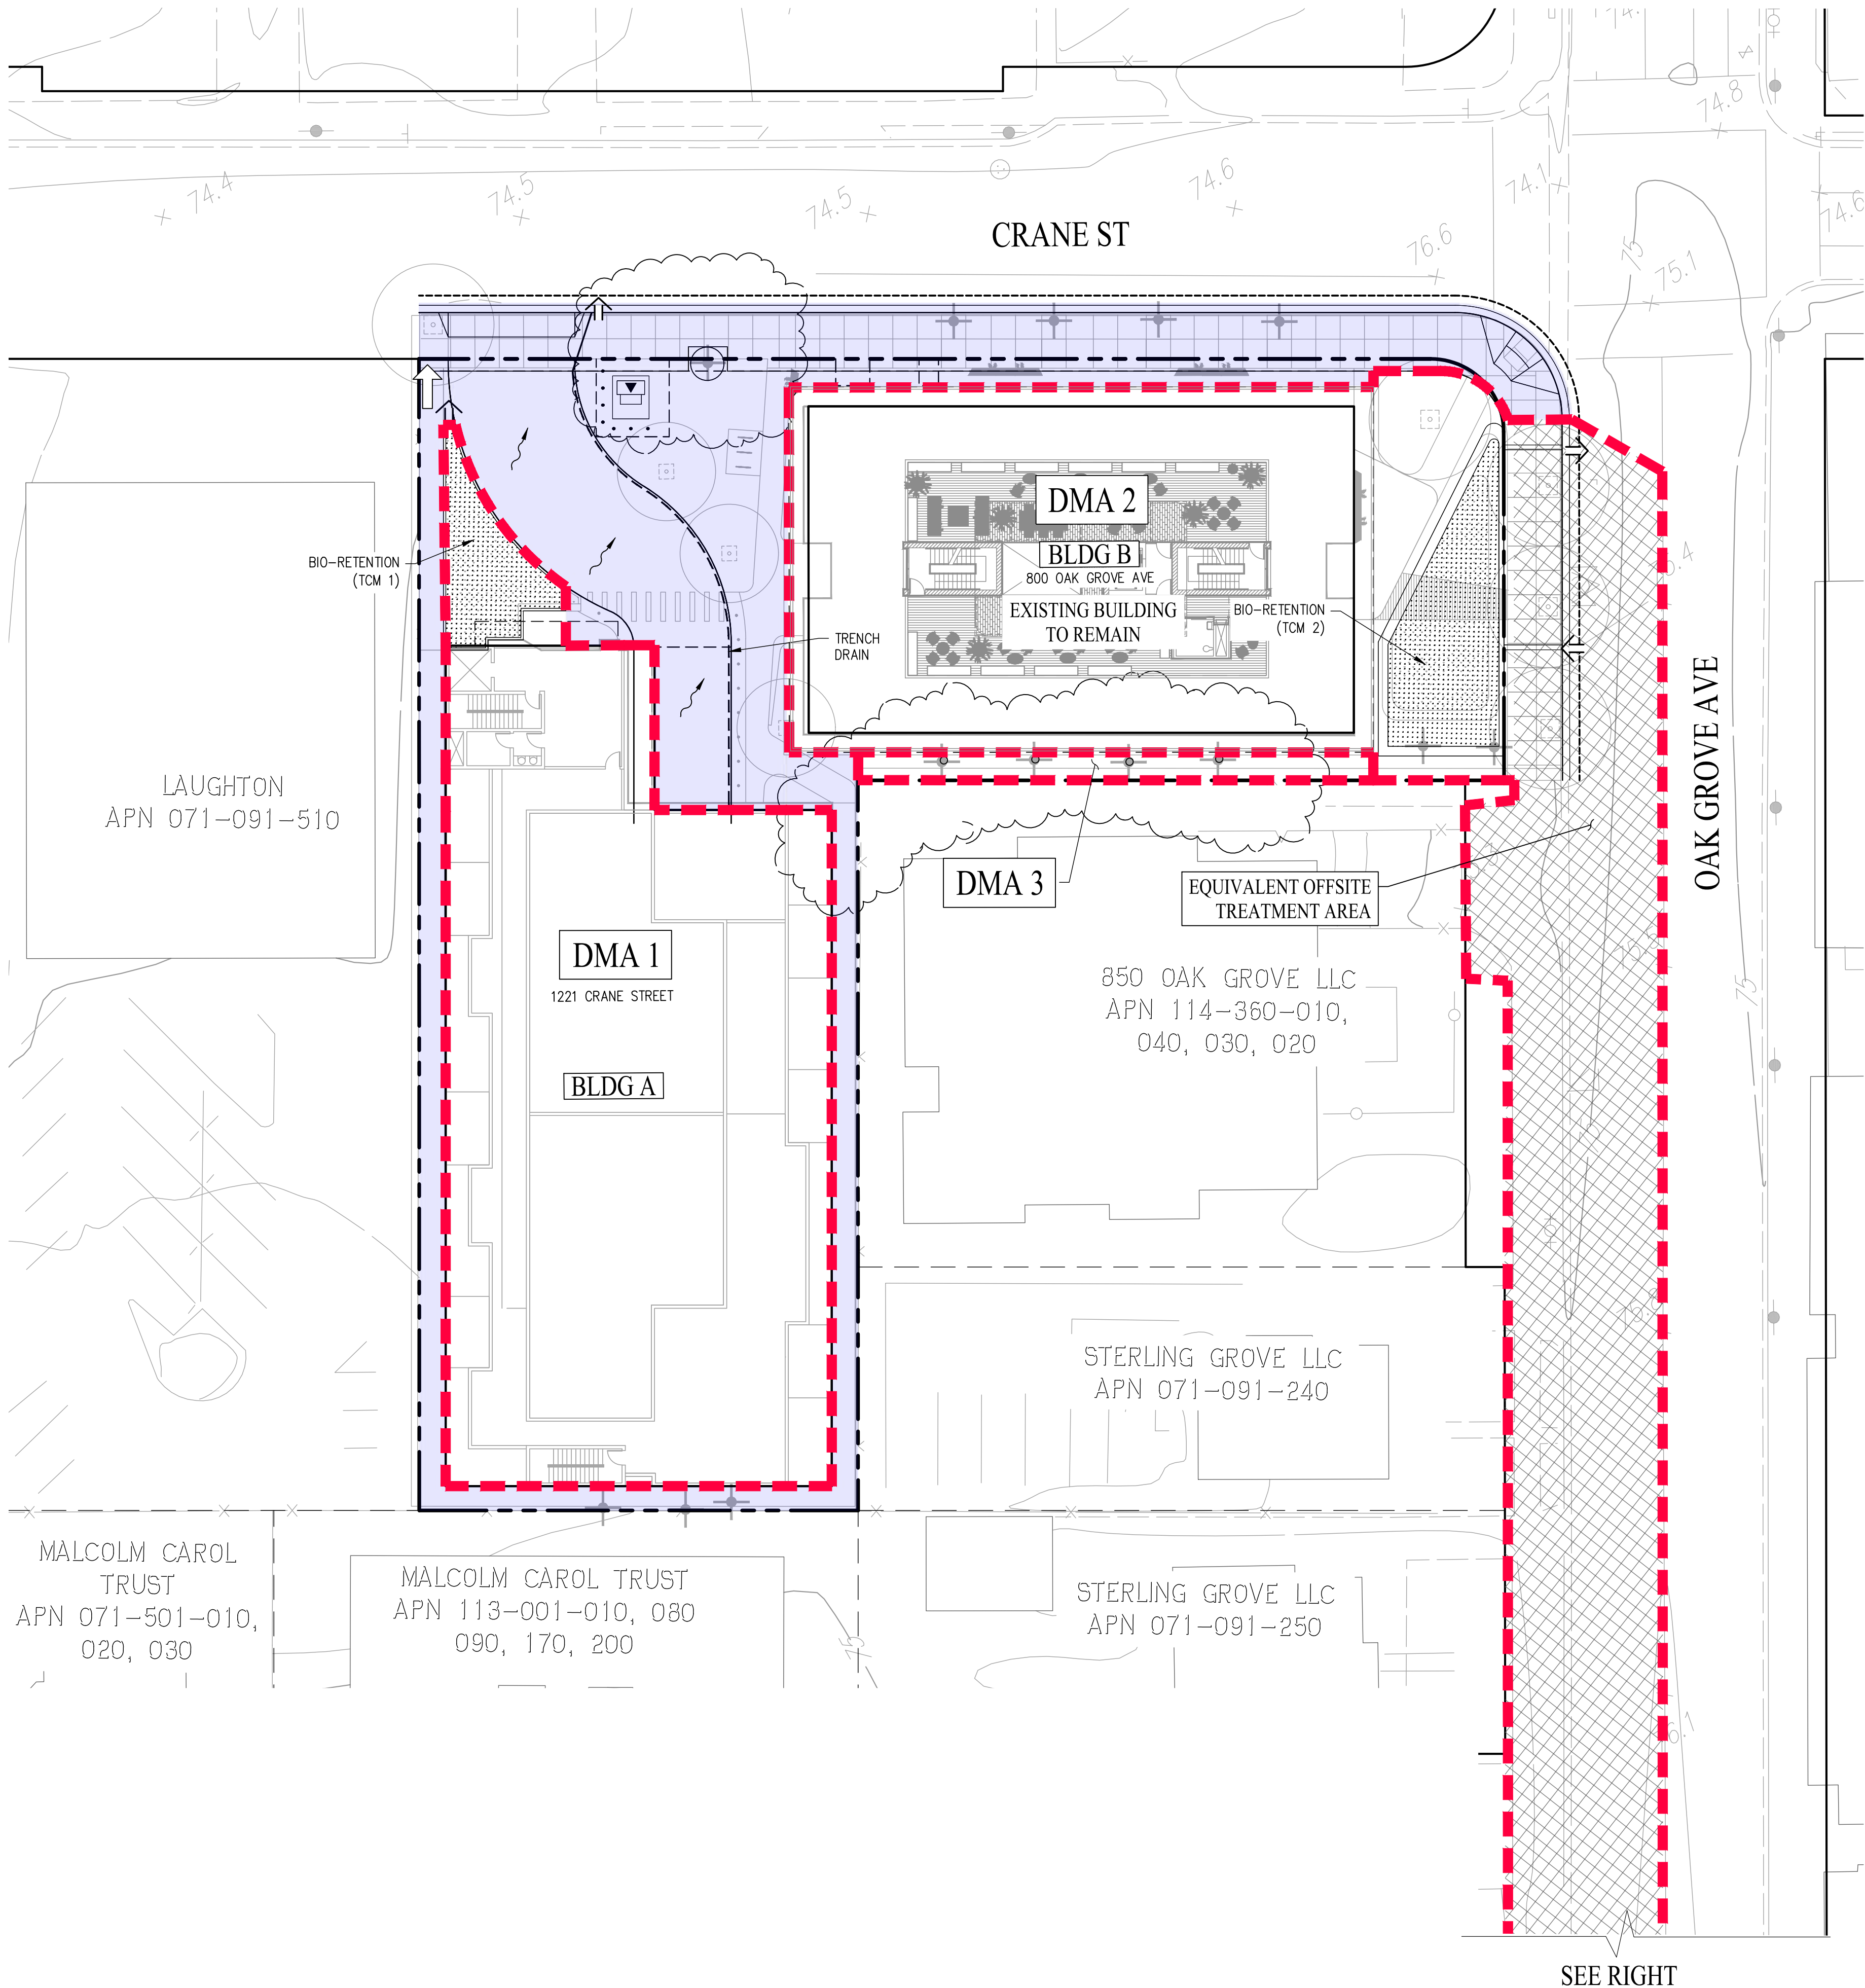 74.8
74.4
74.5
74.5
74.6
74.1
74.6
CRANE ST
76.6
15
75.1
DMA 2
BLDG B
800 OAK GROVE AVE
EXISTING BUILDING
TO REMAIN
BIO-RETENTION
(TCM 1)
BIO-RETENTION
(TCM 2)
TRENCH
DRAIN
OAK GROVE AVE
LAUGHTON
APN 071-091-510
DMA 3
EQUIVALENT OFFSITE
TREATMENT AREA
DMA 1
1221 CRANE STREET
850 OAK GROVE LLC
APN 114-360-010,
040, 030, 020
75
BLDG A
STERLING GROVE LLC
APN 071-091-240
MALCOLM CAROL
TRUST
APN 071-501-010,
020, 030
MALCOLM CAROL TRUST
APN 113-001-010, 080
090, 170, 200
75
STERLING GROVE LLC
APN 071-091-250
SEE RIGHT